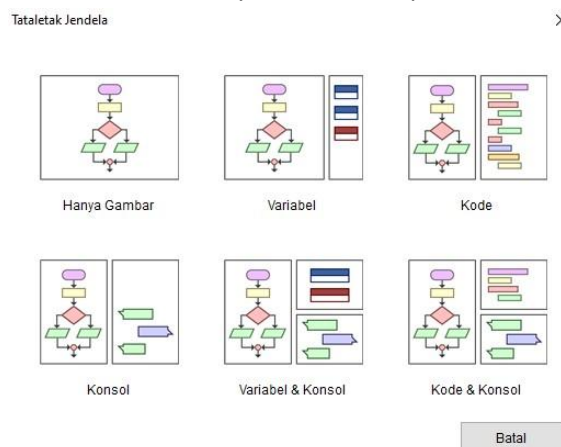 Tataletak Jendela
Hanya Gambar
Variabel
Kode
Konsol
Variabel & Konsol
Kode & Konsol
Batal